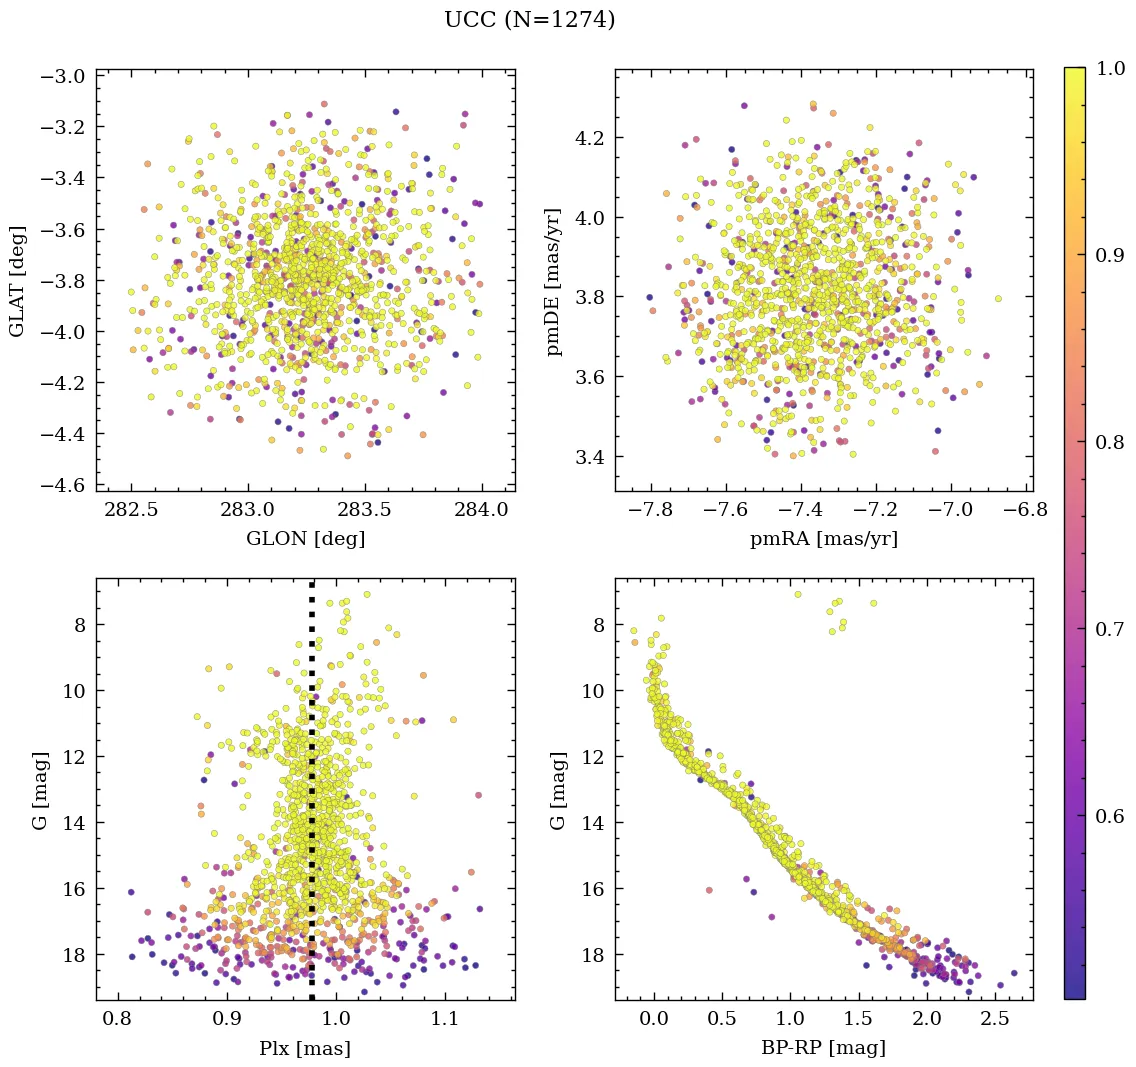 UCC (N=1274)
−3.0
−3.2
−3.4
−3.6
−3.8
−4.0
−4.2
−4.4
−4.6
GLAT [deg]
282.5 283.0 283.5 284.0
GLON [deg]
4.2
4.0
3.8
3.6
3.4
pmDE [mas/yr]
−7.8 −7.6 −7.4 −7.2 −7.0 −6.8
pmRA [mas/yr]
1.0
0.9
0.8
0.7
0.6
8
10
12
14
16
18
G [mag]
0.8 0.9 1.0 1.1
Plx [mas]
8
10
12
14
16
18
G [mag]
0.0 0.5 1.0 1.5 2.0 2.5
BP-RP [mag]